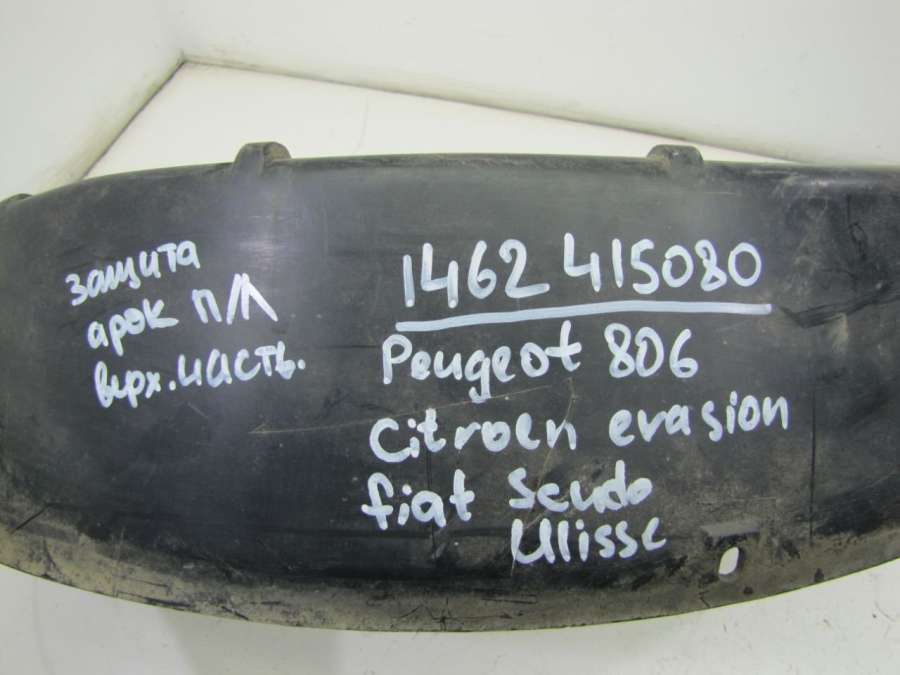 защита
арок п/л
верх. часть.
1462 415080
Peugeot 806
Citroen evasion
fiat Scudo
Ulisse